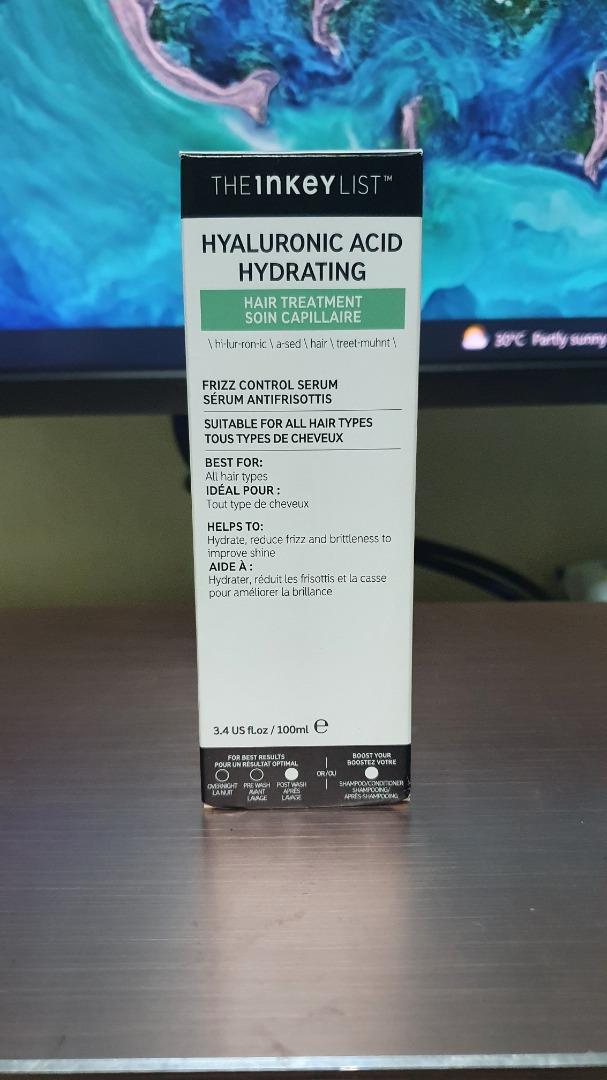 THE INKEY LIST™
HYALURONIC ACID
HYDRATING
HAIR TREATMENT
SOIN CAPILLAIRE
\ hi-lur-ron-ic \ a-sed \ hair \ treet-muhnt \
FRIZZ CONTROL SERUM
SÉRUM ANTIFRISOTTIS
SUITABLE FOR ALL HAIR TYPES
TOUS TYPES DE CHEVEUX
BEST FOR:
All hair types
IDÉAL POUR :
Tout type de cheveux
HELPS TO:
Hydrate, reduce frizz and brittleness to
improve shine
AIDE À :
Hydrater, réduit les frisottis et la casse
pour améliorer la brillance
3.4 US fl.oz / 100ml ℮
FOR BEST RESULTS
POUR UN RÉSULTAT OPTIMAL
OVERNIGHT
LA NUIT
PRE WASH
AVANT
LAVAGE
POST WASH
APRÈS
LAVAGE
OR/OU
BOOST YOUR
BOOSTEZ VOTRE
SHAMPOO/CONDITIONER
SHAMPOOING/
APRÈS-SHAMPOOING
30°C Partly sunny